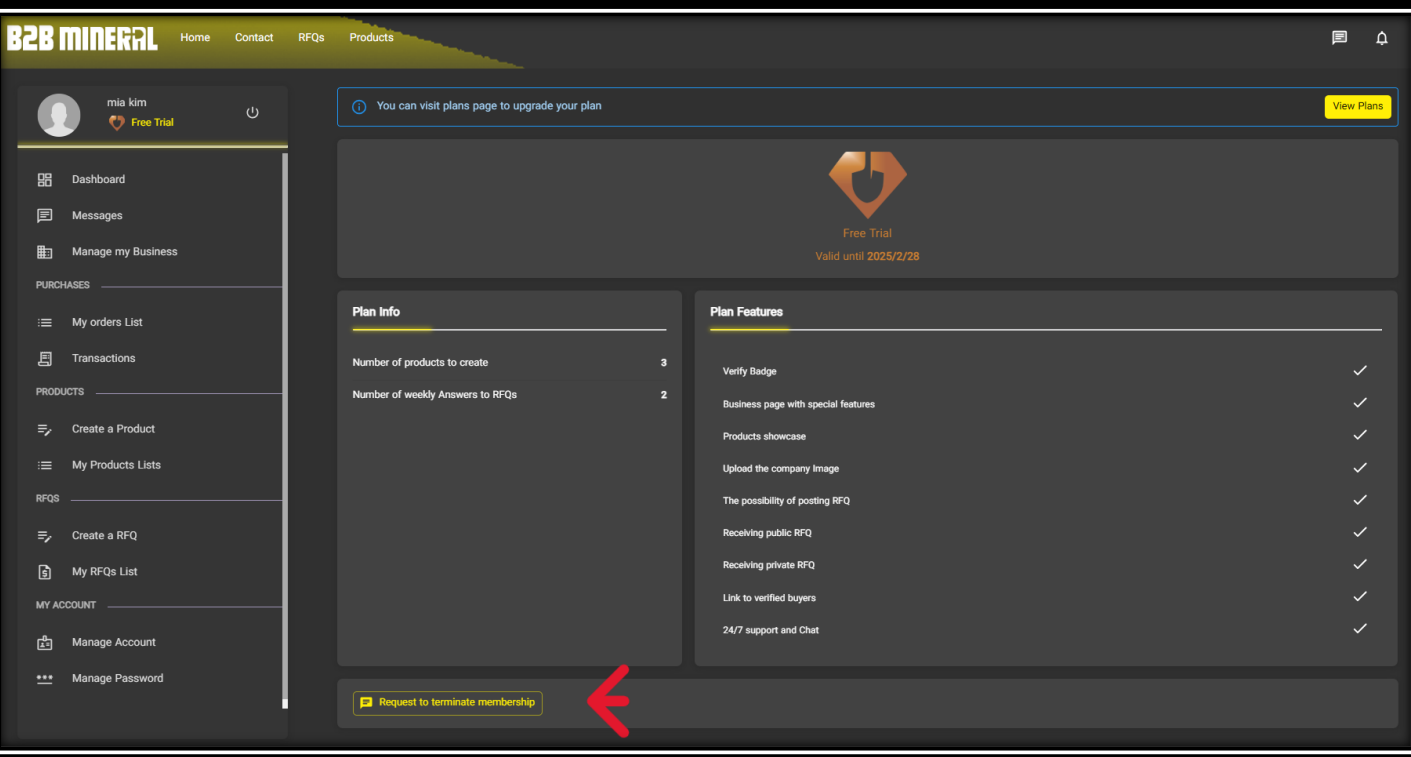 B2B MINERAL Home Contact RFQs Products
mia kim
Free Trial
Dashboard
Messages
Manage my Business
PURCHASES
My orders List
Transactions
PRODUCTS
Create a Product
My Products Lists
RFQS
Create a RFQ
My RFQs List
MY ACCOUNT
Manage Account
Manage Password
You can visit plans page to upgrade your plan
View Plans
Free Trial
Valid until 2025/2/28
Plan Info
Number of products to create 3
Number of weekly Answers to RFQs 2
Plan Features
Verify Badge
Business page with special features
Products showcase
Upload the company Image
The possibility of posting RFQ
Receiving public RFQ
Receiving private RFQ
Link to verified buyers
24/7 support and Chat
Request to terminate membership